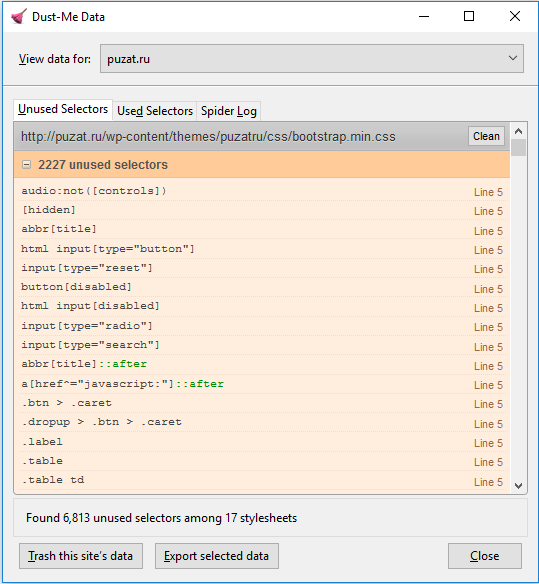 Dust-Me Data
View data for: puzat.ru
Unused Selectors Used Selectors Spider Log
http://puzat.ru/wp-content/themes/puzatru/css/bootstrap.min.css Clean
2227 unused selectors
audio:not([controls]) Line 5
[hidden] Line 5
abbr[title] Line 5
html input[type="button"] Line 5
input[type="reset"] Line 5
button[disabled] Line 5
html input[disabled] Line 5
input[type="radio"] Line 5
input[type="search"] Line 5
abbr[title]::after Line 5
a[href^="javascript:"]::after Line 5
.btn > .caret Line 5
.dropup > .btn > .caret Line 5
.label Line 5
.table Line 5
.table td Line 5
Found 6,813 unused selectors among 17 stylesheets
Trash this site's data Export selected data Close